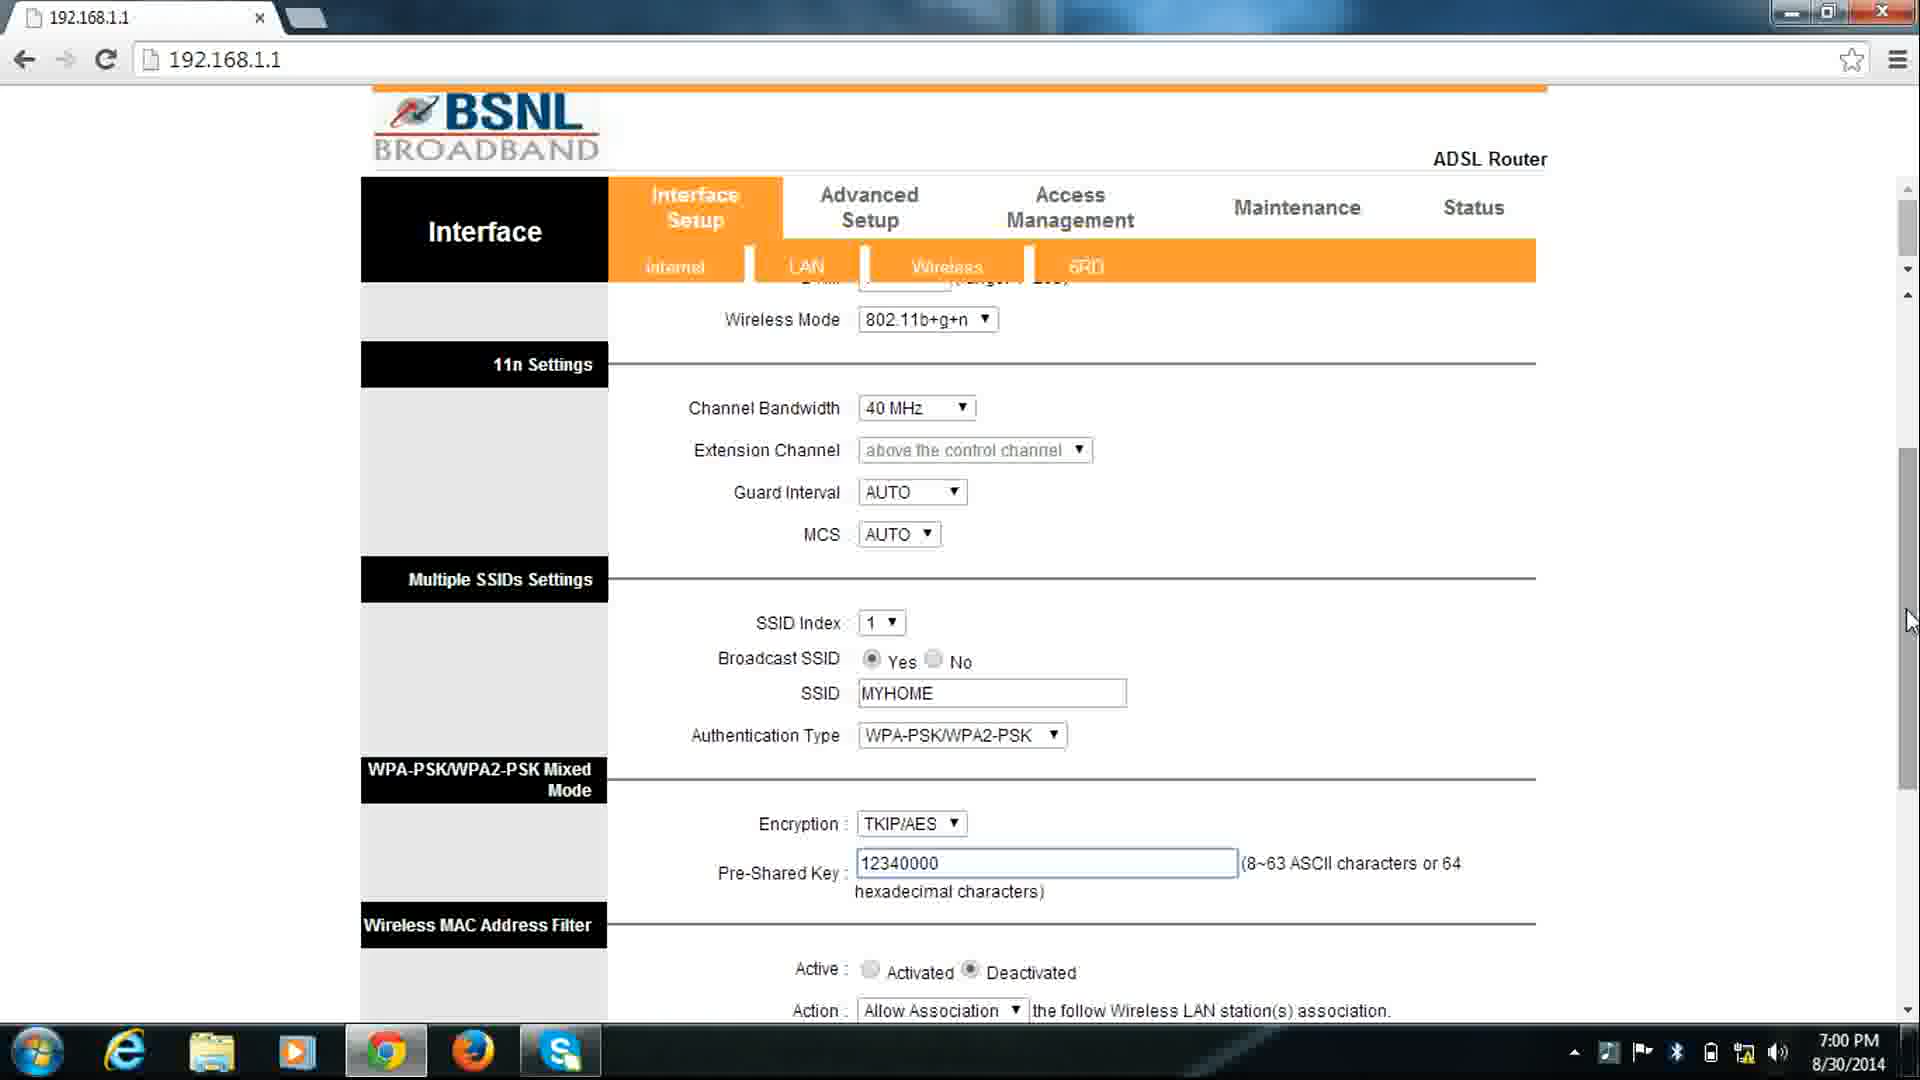 192.168.1.1
192.168.1.1
BSNL
BROADBAND
ADSL Router
Interface
Interface Setup
Advanced Setup
Access Management
Maintenance
Status
Internet
LAN
Wireless
6RD
Wireless Mode 802.11b+g+n
11n Settings
Channel Bandwidth 40 MHz
Extension Channel above the control channel
Guard Interval AUTO
MCS : AUTO
Multiple SSIDs Settings
SSID Index : 1
Broadcast SSID Yes No
SSID MYHOME
Authentication Type WPA-PSK/WPA2-PSK
WPA-PSK/WPA2-PSK Mixed
Mode
Encryption : TKIP/AES
Pre-Shared Key : 12340000 (8~63 ASCII characters or 64
hexadecimal characters)
Wireless MAC Address Filter
Active : Activated Deactivated
Action : Allow Association the follow Wireless LAN station(s) association.
7:00 PM
8/30/2014